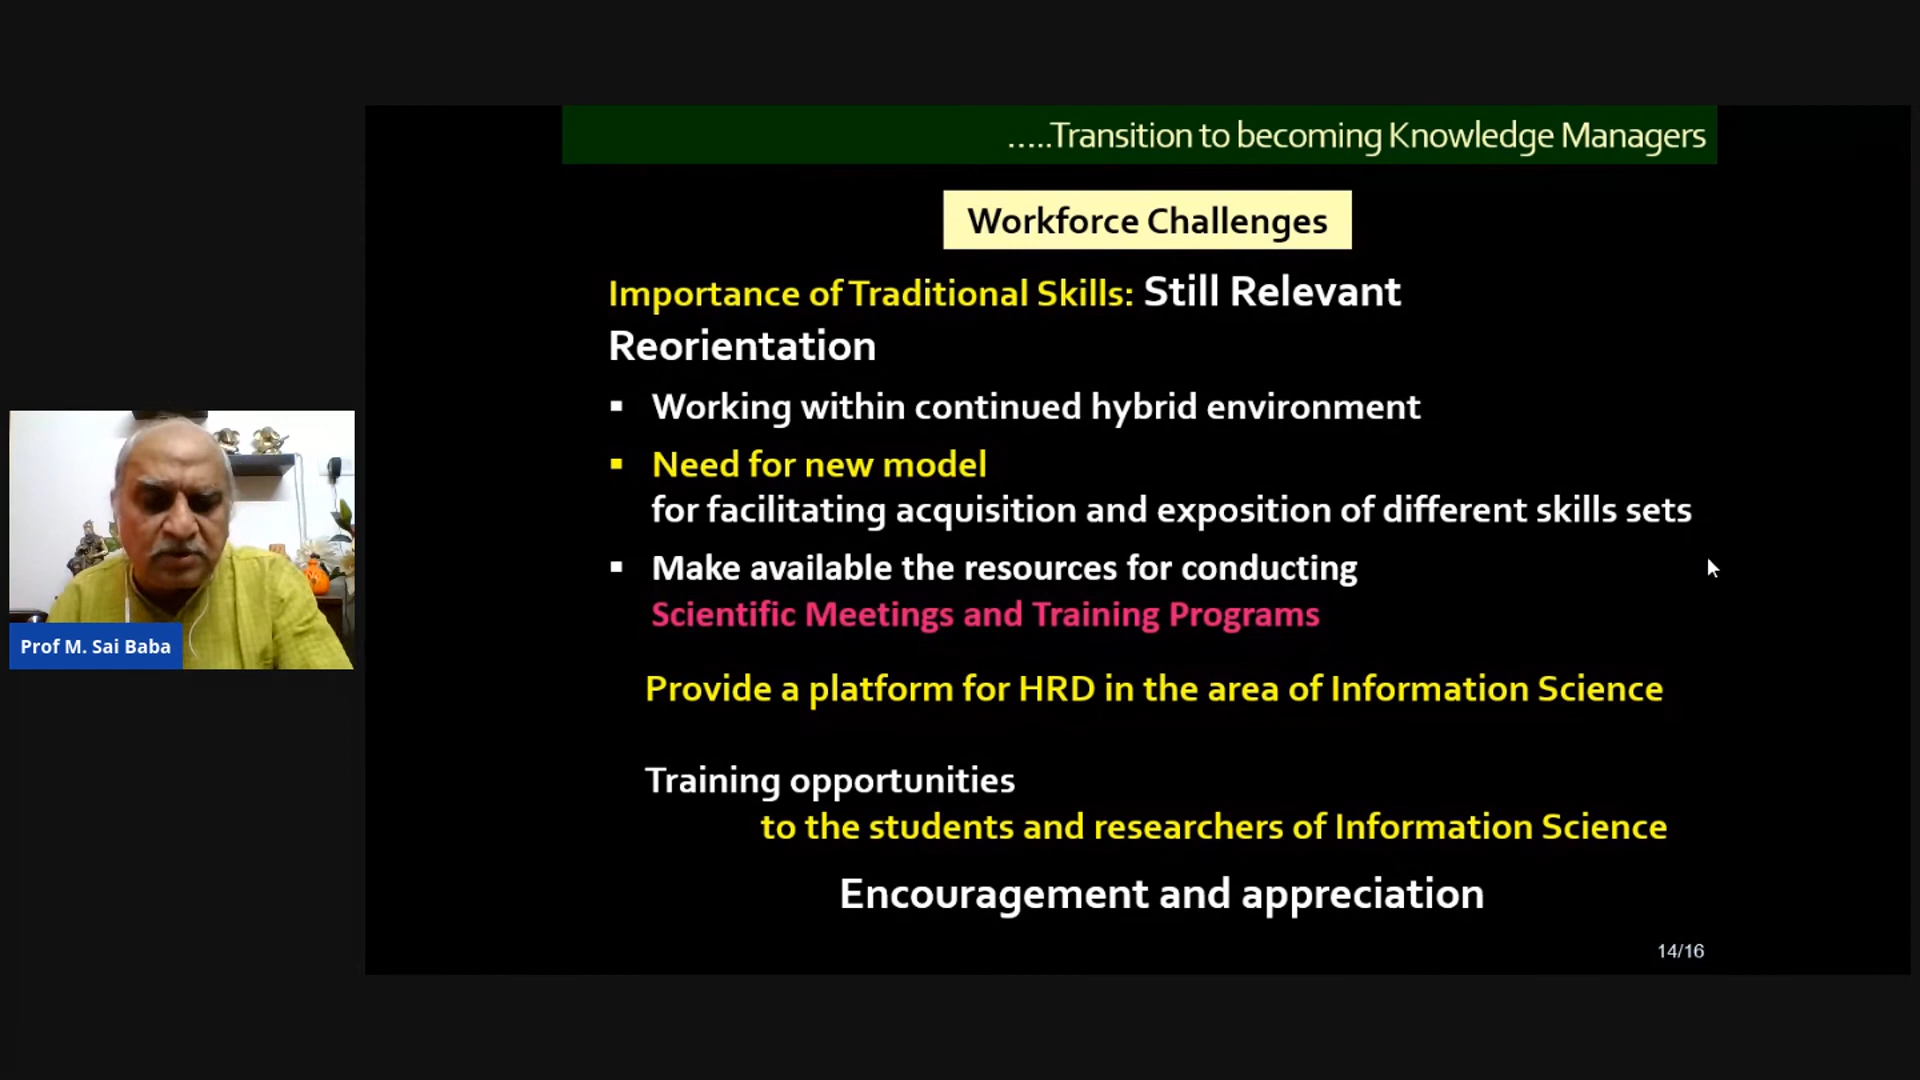 .....Transition to becoming Knowledge Managers
Workforce Challenges
Importance of Traditional Skills: Still Relevant
Reorientation
▪ Working within continued hybrid environment
▪ Need for new model
for facilitating acquisition and exposition of different skills sets
▪ Make available the resources for conducting
Scientific Meetings and Training Programs
Prof M. Sai Baba
Provide a platform for HRD in the area of Information Science
Training opportunities
to the students and researchers of Information Science
Encouragement and appreciation
14/16